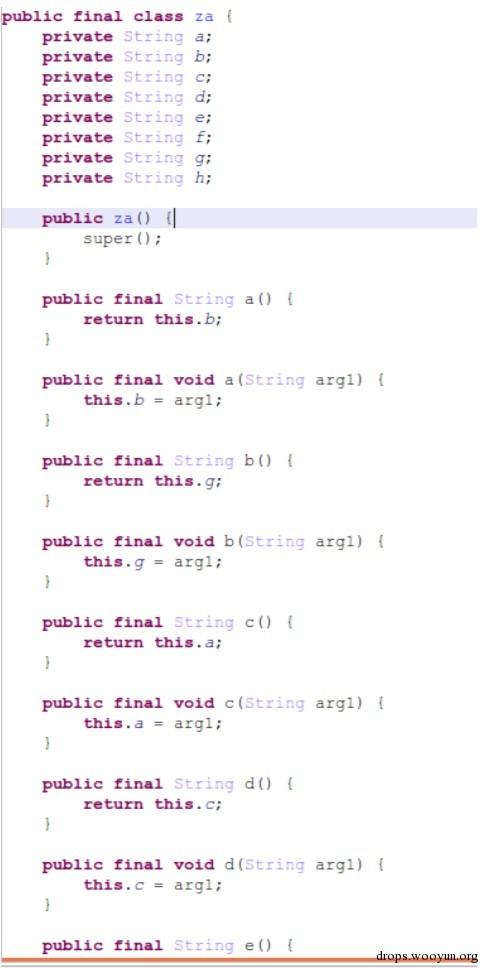 public final class za {
private String a;
private String b;
private String c;
private String d;
private String e;
private String f;
private String g;
private String h;
public za() {
super();
}
public final String a() {
return this.b;
}
public final void a(String arg1) {
this.b = arg1;
}
public final String b() {
return this.g;
}
public final void b(String arg1) {
this.g = arg1;
}
public final String c() {
return this.a;
}
public final void c(String arg1) {
this.a = arg1;
}
public final String d() {
return this.c;
}
public final void d(String arg1) {
this.c = arg1;
}
public final String e() {
drops.wooyun.org